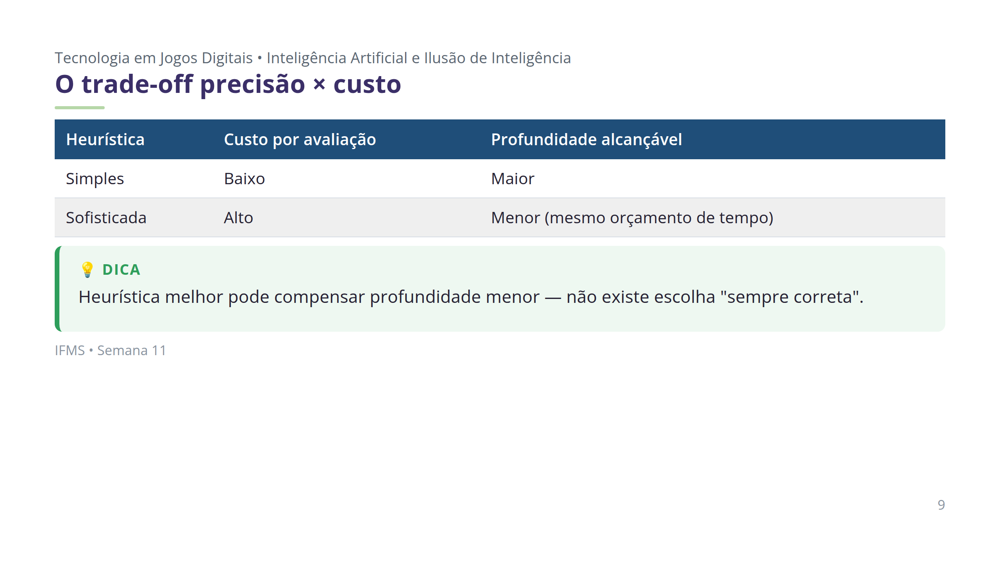 Tecnologia em Jogos Digitais • Inteligência Artificial e Ilusão de Inteligência
O trade-off precisão × custo
Heurística Custo por avaliação Profundidade alcançável
Simples Baixo Maior
Sofisticada Alto Menor (mesmo orçamento de tempo)
💡 DICA
Heurística melhor pode compensar profundidade menor — não existe escolha "sempre correta".
IFMS • Semana 11
9